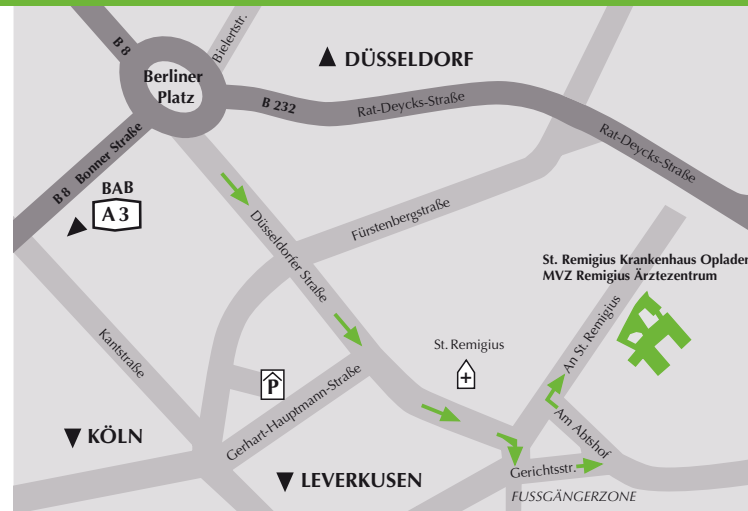 B 8
Bielertstr.
DÜSSELDORF
Berliner
Platz
B 232
Rat-Deycks-Straße
Rat-Deycks-Straße
B 8 Bonner Straße
BAB
A 3
Düsseldorfer Straße
Fürstenbergstraße
St. Remigius Krankenhaus Opladen
MVZ Remigius Ärztezentrum
An St. Remigius
Kantstraße
St. Remigius
P
Gerhart-Hauptmann-Straße
Am Abtshof
KÖLN
Gerichtsstr.
LEVERKUSEN
FUSSGÄNGERZONE